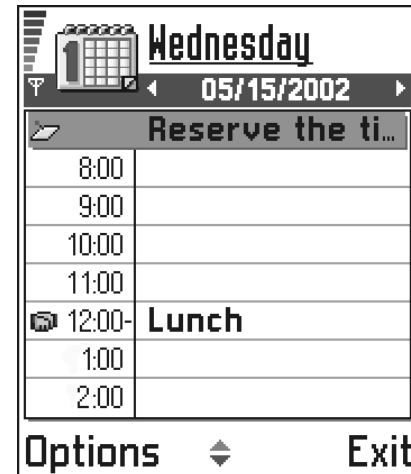 1
Wednesday
05/15/2002
Reserve the ti...
8:00
9:00
10:00
11:00
12:00- Lunch
1:00
2:00
Options Exit